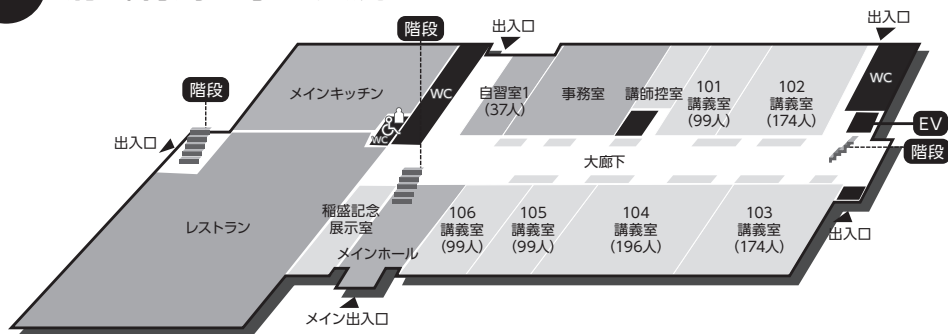 出入口
出入口
階段
階段
WC
WC
メインキッチン
自習室1
(37人)
事務室
講師控室
101
講義室
(99人)
102
講義室
(174人)
EV
出入口
WC
階段
大廊下
稲盛記念
展示室
レストラン
106
講義室
(99人)
105
講義室
(99人)
104
講義室
(196人)
103
講義室
(174人)
出入口
メインホール
メイン出入口